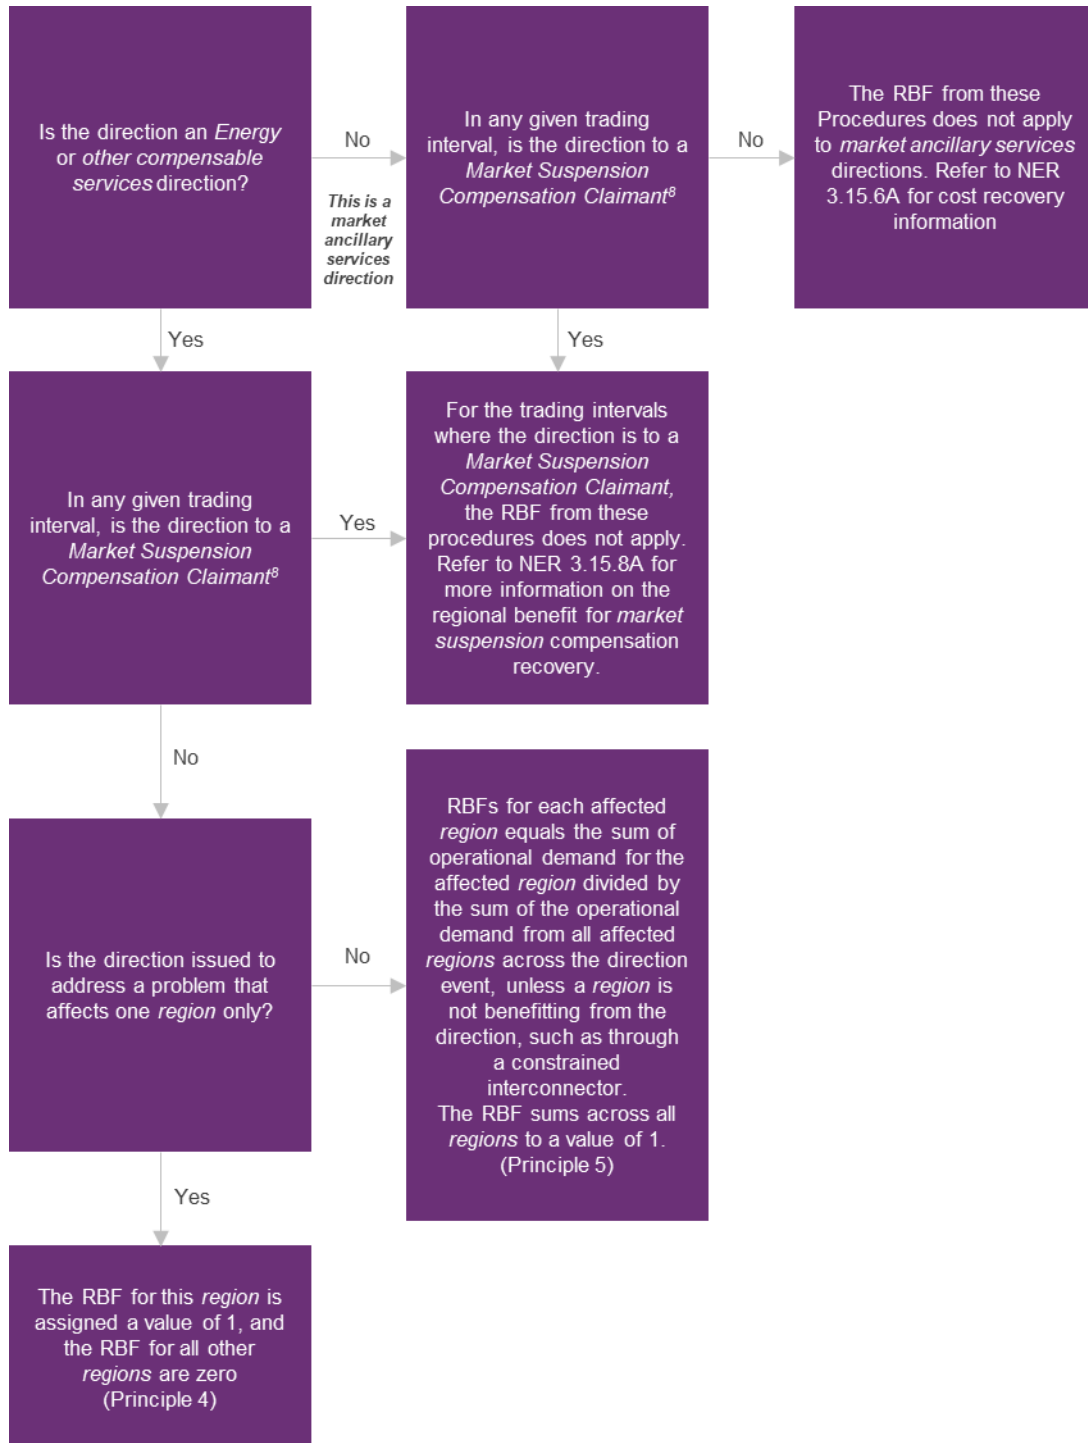 Is the direction an Energy
or other compensable
services direction?
No
This is a
market
ancillary
services
direction
In any given trading
interval, is the direction to a
Market Suspension
Compensation Claimant⁸
No
The RBF from these
Procedures does not apply
to market ancillary services
directions. Refer to NER
3.15.6A for cost recovery
information
Yes
Yes
In any given trading
interval, is the direction to a
Market Suspension
Compensation Claimant⁸
Yes
For the trading intervals
where the direction is to a
Market Suspension
Compensation Claimant,
the RBF from these
procedures does not apply.
Refer to NER 3.15.8A for
more information on the
regional benefit for market
suspension compensation
recovery.
No
Is the direction issued to
address a problem that
affects one region only?
No
RBFs for each affected
region equals the sum of
operational demand for the
affected region divided by
the sum of the operational
demand from all affected
regions across the direction
event, unless a region is
not benefitting from the
direction, such as through
a constrained
interconnector.
The RBF sums across all
regions to a value of 1.
(Principle 5)
Yes
The RBF for this region is
assigned a value of 1, and
the RBF for all other
regions are zero
(Principle 4)